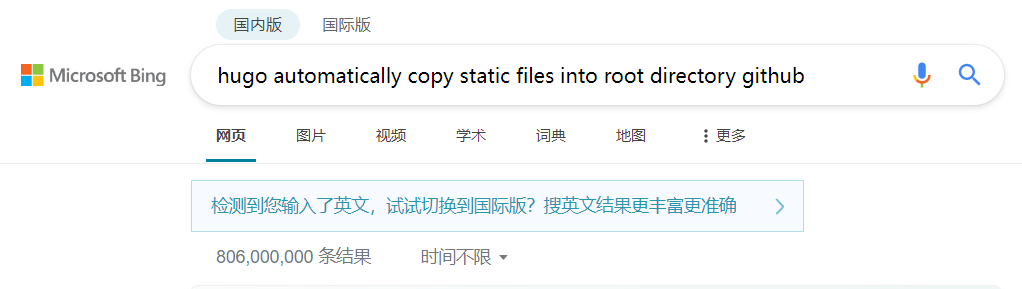 国内版 国际版
Microsoft Bing hugo automatically copy static files into root directory github
网页 图片 视频 学术 词典 地图 更多
检测到您输入了英文，试试切换到国际版？搜英文结果更丰富更准确
806,000,000 条结果 时间不限